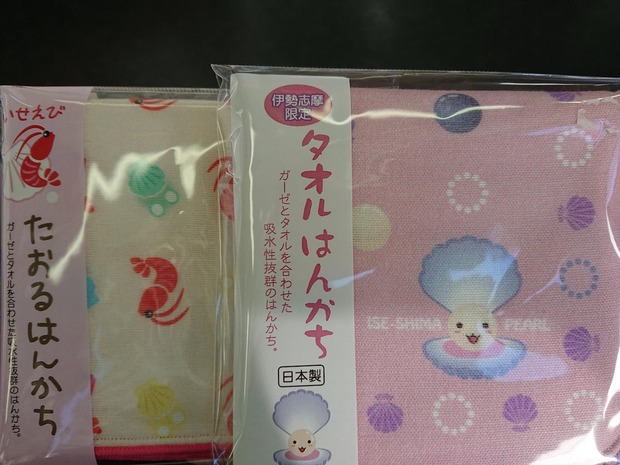 いせえび
たおるはんかち
ガーゼとタオルを合わせた吸水性抜群のはんかち。
伊勢志摩
限定
タオルはんかち
ガーゼとタオルを合わせた
吸水性抜群のはんかち。
日本製
ISE-SHIMA PEARL